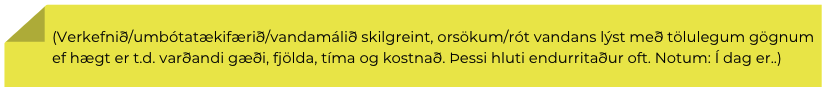 (Verkefnið/umbótatækifærið/vandamálið skilgreint, orsökum/rót vandans lýst með tölulegum gögnum
ef hægt er t.d. varðandi gæði, fjölda, tíma og kostnað. Þessi hluti endurritaður oft. Notum: Í dag er..)